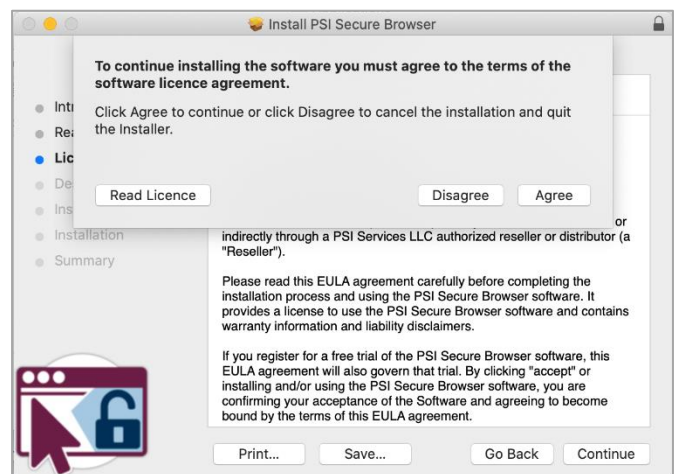 Install PSI Secure Browser
To continue installing the software you must agree to the terms of the
software licence agreement.
Click Agree to continue or click Disagree to cancel the installation and quit
the Installer.
Read Licence
Disagree
Agree
Int
Rea
Lic
De
Ins
Installation
Summary
or
indirectly through a PSI Services LLC authorized reseller or distributor (a
"Reseller").
Please read this EULA agreement carefully before completing the
installation process and using the PSI Secure Browser software. It
provides a license to use the PSI Secure Browser software and contains
warranty information and liability disclaimers.
If you register for a free trial of the PSI Secure Browser software, this
EULA agreement will also govern that trial. By clicking "accept" or
installing and/or using the PSI Secure Browser software, you are
confirming your acceptance of the Software and agreeing to become
bound by the terms of this EULA agreement.
Print...
Save...
Go Back
Continue